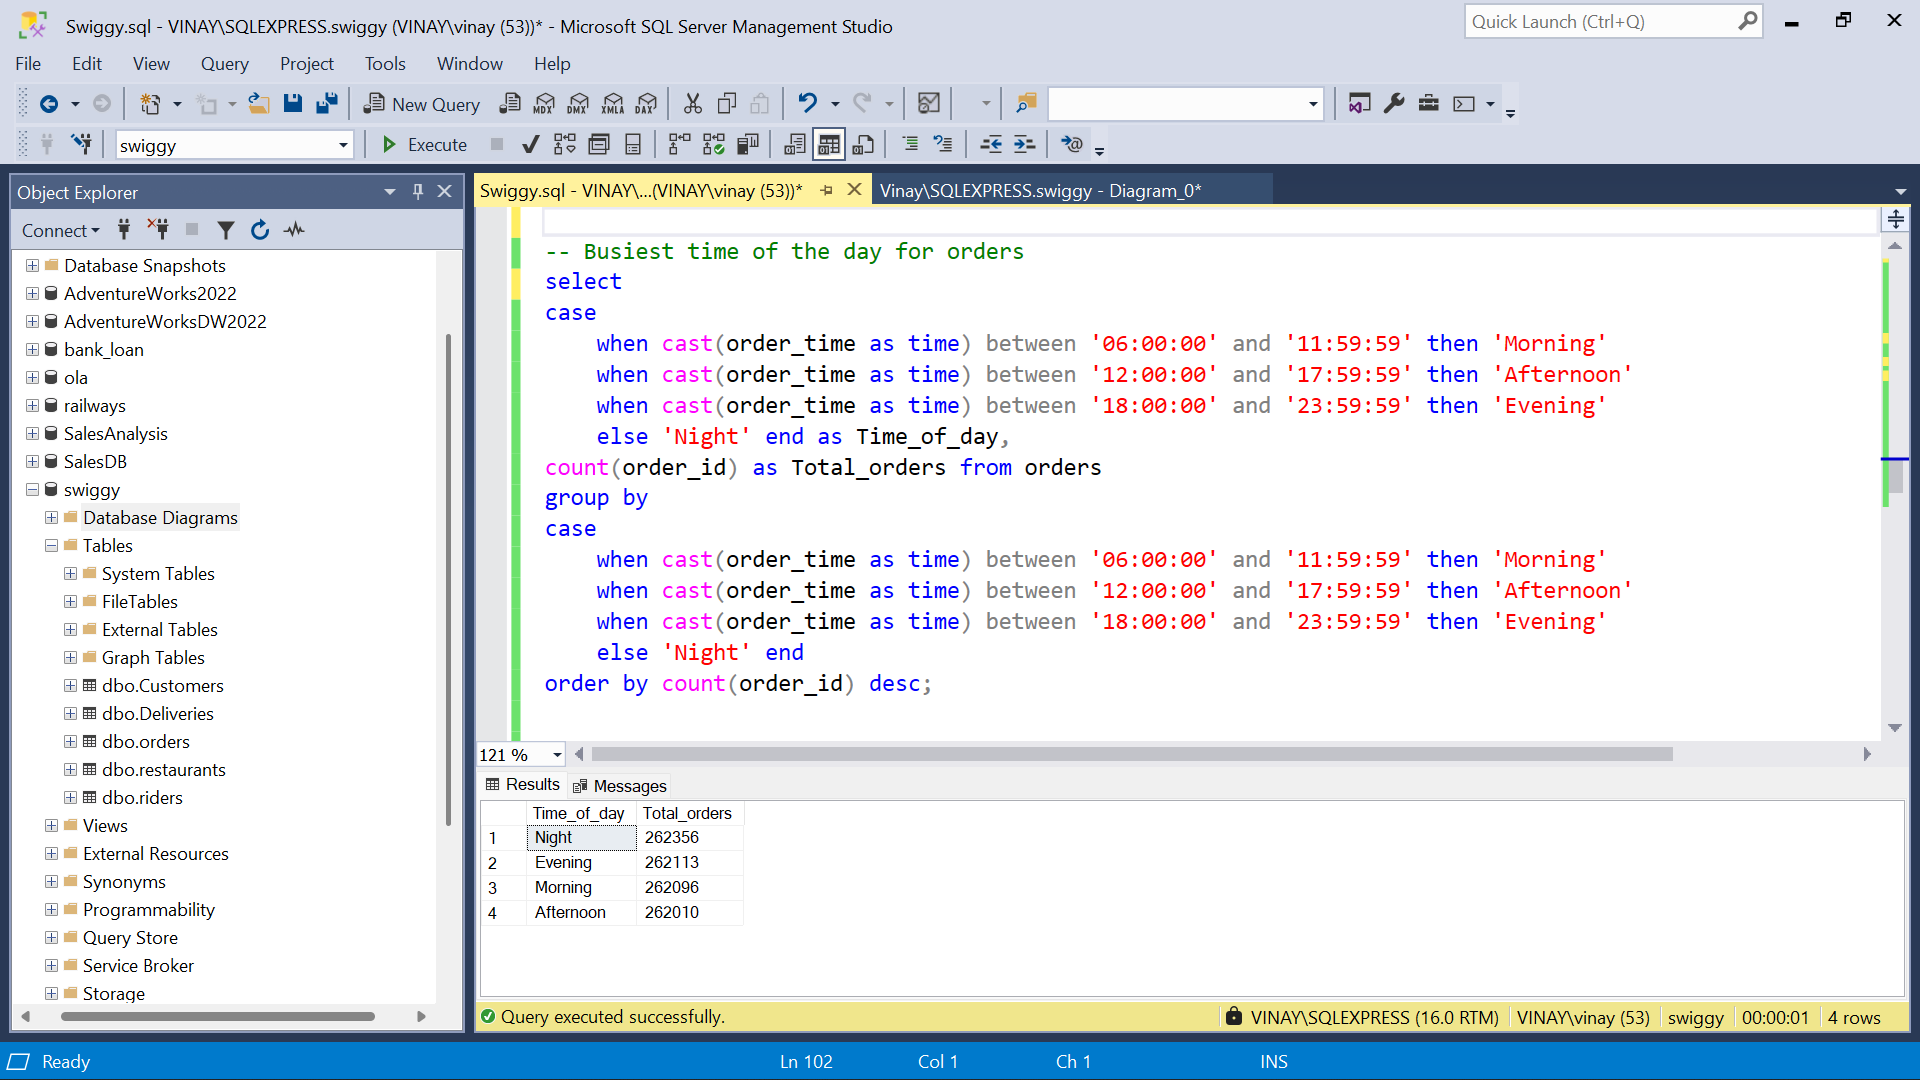 Swiggy.sql - VINAY\SQLEXPRESS.swiggy (VINAY\vinay (53))* - Microsoft SQL Server Management Studio
Quick Launch (Ctrl+Q)
File Edit View Query Project Tools Window Help
New Query MDX DMX XMLA DAX
swiggy Execute
Object Explorer
Connect
Database Snapshots
AdventureWorks2022
AdventureWorksDW2022
bank_loan
ola
railways
SalesAnalysis
SalesDB
swiggy
Database Diagrams
Tables
System Tables
FileTables
External Tables
Graph Tables
dbo.Customers
dbo.Deliveries
dbo.orders
dbo.restaurants
dbo.riders
Views
External Resources
Synonyms
Programmability
Query Store
Service Broker
Storage
Swiggy.sql - VINAY\...(VINAY\vinay (53))* Vinay\SQLEXPRESS.swiggy - Diagram_0*
-- Busiest time of the day for orders
select
case
when cast(order_time as time) between '06:00:00' and '11:59:59' then 'Morning'
when cast(order_time as time) between '12:00:00' and '17:59:59' then 'Afternoon'
when cast(order_time as time) between '18:00:00' and '23:59:59' then 'Evening'
else 'Night' end as Time_of_day,
count(order_id) as Total_orders from orders
group by
case
when cast(order_time as time) between '06:00:00' and '11:59:59' then 'Morning'
when cast(order_time as time) between '12:00:00' and '17:59:59' then 'Afternoon'
when cast(order_time as time) between '18:00:00' and '23:59:59' then 'Evening'
else 'Night' end
order by count(order_id) desc;
121 %
Results Messages
Time_of_day Total_orders
1 Night 262356
2 Evening 262113
3 Morning 262096
4 Afternoon 262010
Query executed successfully. VINAY\SQLEXPRESS (16.0 RTM) VINAY\vinay (53) swiggy 00:00:01 4 rows
Ready Ln 102 Col 1 Ch 1 INS